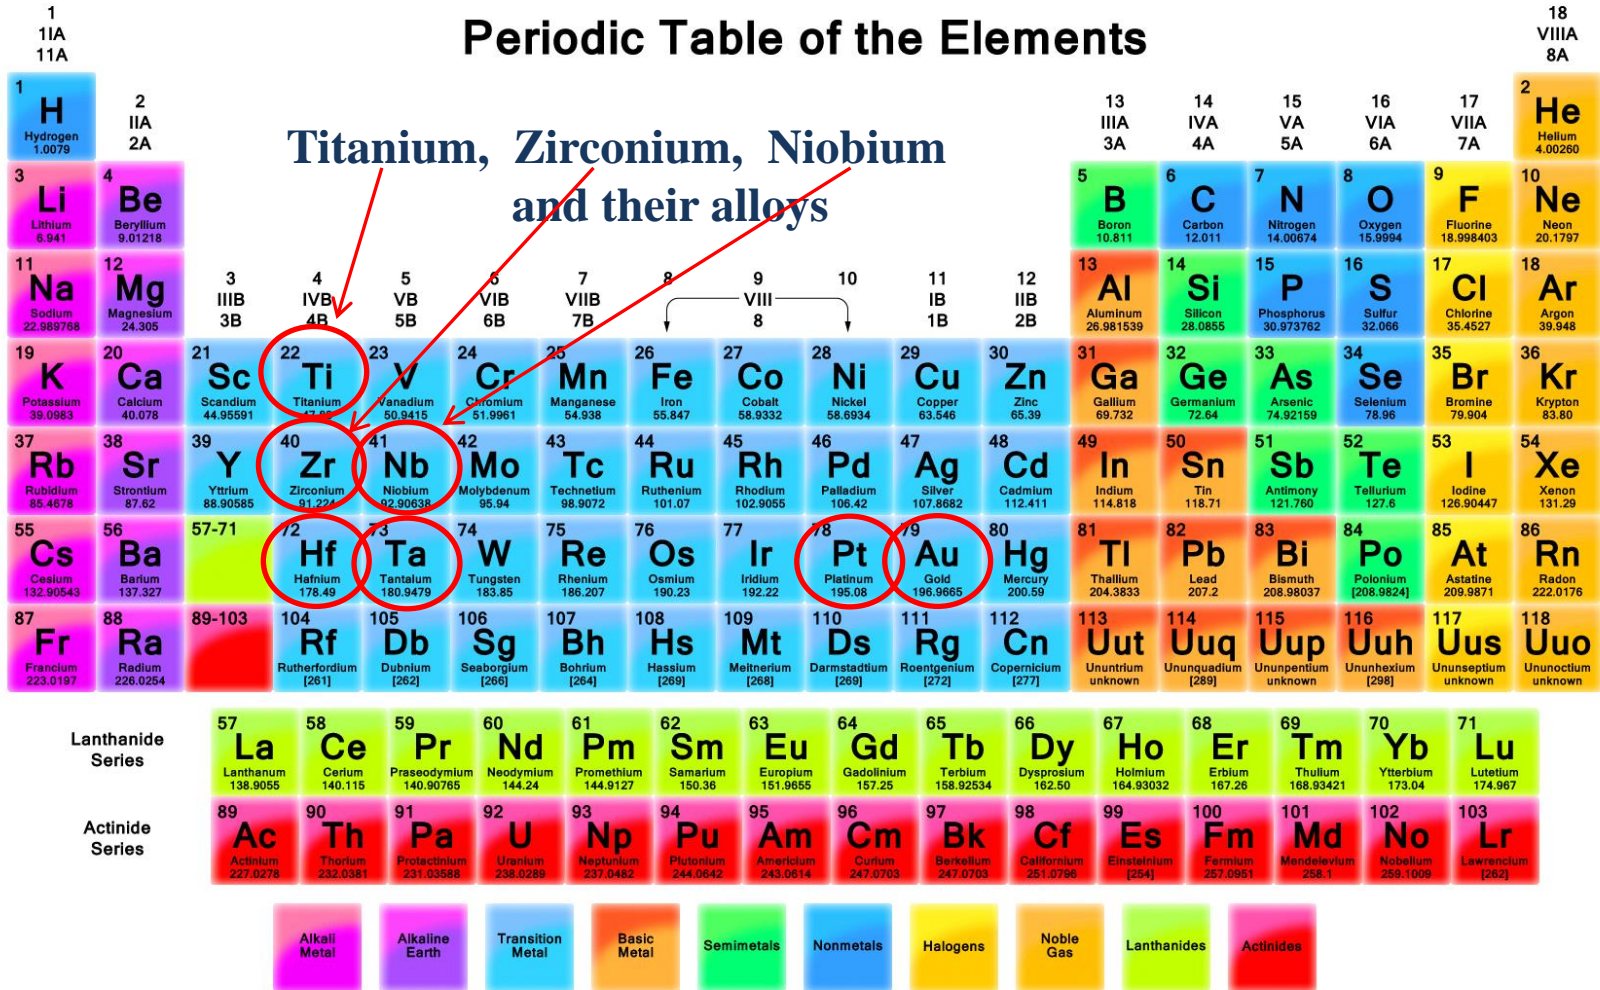 Periodic Table of the Elements
1
1IA
11A
18
VIIIA
8A
1
H
Hydrogen
1.0079
2
IIA
2A
13
IIIA
3A
14
IVA
4A
15
VA
5A
16
VIA
6A
17
VIIA
7A
2
He
Helium
4.00260
Titanium, Zirconium, Niobium
and their alloys
3
Li
Lithium
6.941
4
Be
Beryllium
9.01218
5
B
Boron
10.811
6
C
Carbon
12.011
7
N
Nitrogen
14.00674
8
O
Oxygen
15.9994
9
F
Fluorine
18.998403
10
Ne
Neon
20.1797
11
Na
Sodium
22.989768
12
Mg
Magnesium
24.305
3
IIIB
3B
4
IVB
4B
5
VB
5B
6
VIB
6B
7
VIIB
7B
8
9
10
VIII
8
11
IB
1B
12
IIB
2B
13
Al
Aluminum
26.981539
14
Si
Silicon
28.0855
15
P
Phosphorus
30.973762
16
S
Sulfur
32.066
17
Cl
Chlorine
35.4527
18
Ar
Argon
39.948
19
K
Potassium
39.0983
20
Ca
Calcium
40.078
21
Sc
Scandium
44.95591
22
Ti
Titanium
23
V
Vanadium
50.9415
24
Cr
Chromium
51.9961
25
Mn
Manganese
54.938
26
Fe
Iron
55.847
27
Co
Cobalt
58.9332
28
Ni
Nickel
58.6934
29
Cu
Copper
63.546
30
Zn
Zinc
65.39
31
Ga
Gallium
69.732
32
Ge
Germanium
72.64
33
As
Arsenic
74.92159
34
Se
Selenium
78.96
35
Br
Bromine
79.904
36
Kr
Krypton
83.80
37
Rb
Rubidium
85.4678
38
Sr
Strontium
87.62
39
Y
Yttrium
88.90585
40
Zr
Zirconium
91.224
41
Nb
Niobium
92.90638
42
Mo
Molybdenum
95.94
43
Tc
Technetium
98.9072
44
Ru
Ruthenium
101.07
45
Rh
Rhodium
102.9055
46
Pd
Palladium
106.42
47
Ag
Silver
107.8682
48
Cd
Cadmium
112.411
49
In
Indium
114.818
50
Sn
Tin
118.71
51
Sb
Antimony
121.760
52
Te
Tellurium
127.6
53
I
Iodine
126.90447
54
Xe
Xenon
131.29
55
Cs
Cesium
132.90543
56
Ba
Barium
137.327
57-71
72
Hf
Hafnium
178.49
73
Ta
Tantalum
180.9479
74
W
Tungsten
183.85
75
Re
Rhenium
186.207
76
Os
Osmium
190.23
77
Ir
Iridium
192.22
78
Pt
Platinum
195.08
79
Au
Gold
196.9665
80
Hg
Mercury
200.59
81
Tl
Thallium
204.3833
82
Pb
Lead
207.2
83
Bi
Bismuth
208.98037
84
Po
Polonium
[208.9824]
85
At
Astatine
209.9871
86
Rn
Radon
222.0176
87
Fr
Francium
223.0197
88
Ra
Radium
226.0254
89-103
104
Rf
Rutherfordium
[261]
105
Db
Dubnium
[262]
106
Sg
Seaborgium
[266]
107
Bh
Bohrium
[264]
108
Hs
Hassium
[269]
109
Mt
Meitnerium
[268]
110
Ds
Darmstadtium
[269]
111
Rg
Roentgenium
[272]
112
Cn
Copernicium
[277]
113
Uut
Ununtrium
unknown
114
Uuq
Ununquadium
[289]
115
Uup
Ununpentium
unknown
116
Uuh
Ununhexium
[298]
117
Uus
Ununseptium
unknown
118
Uuo
Ununoctium
unknown
Lanthanide
Series
57
La
Lanthanum
138.9055
58
Ce
Cerium
140.115
59
Pr
Praseodymium
140.90765
60
Nd
Neodymium
144.24
61
Pm
Promethium
144.9127
62
Sm
Samarium
150.36
63
Eu
Europium
151.9655
64
Gd
Gadolinium
157.25
65
Tb
Terbium
158.92534
66
Dy
Dysprosium
162.50
67
Ho
Holmium
164.93032
68
Er
Erbium
167.26
69
Tm
Thulium
168.93421
70
Yb
Ytterbium
173.04
71
Lu
Lutetium
174.967
Actinide
Series
89
Ac
Actinium
227.0278
90
Th
Thorium
232.0381
91
Pa
Protactinium
231.03588
92
U
Uranium
238.0289
93
Np
Neptunium
237.0482
94
Pu
Plutonium
244.0642
95
Am
Americium
243.0614
96
Cm
Curium
247.0703
97
Bk
Berkelium
247.0703
98
Cf
Californium
251.0796
99
Es
Einsteinium
[254]
100
Fm
Fermium
257.0951
101
Md
Mendelevium
258.1
102
No
Nobelium
259.1009
103
Lr
Lawrencium
[262]
Alkali
Metal
Alkaline
Earth
Transition
Metal
Basic
Metal
Semimetals
Nonmetals
Halogens
Noble
Gas
Lanthanides
Actinides